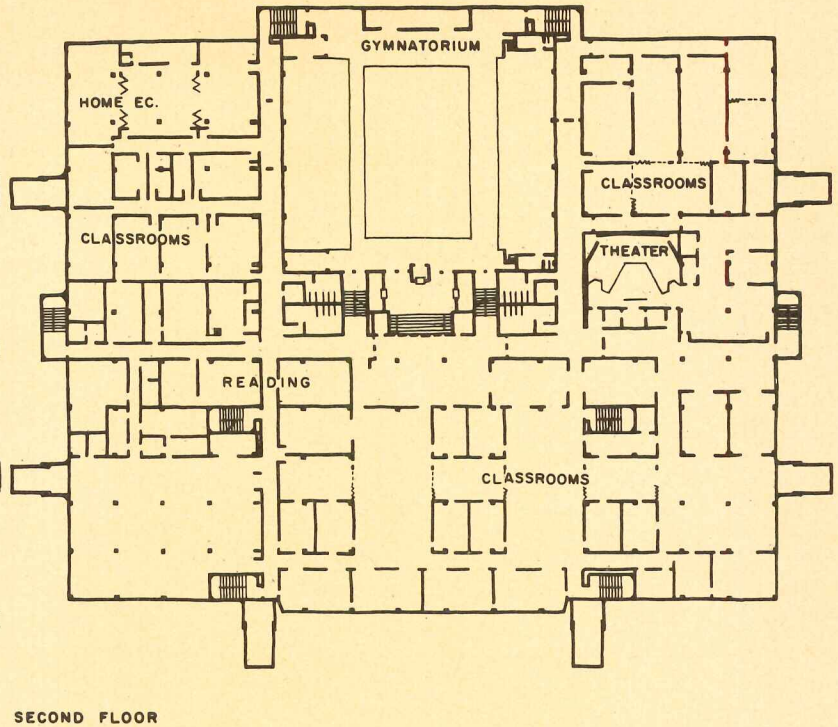 GYMNATORIUM
HOME EC.
CLASSROOMS
CLASSROOMS
THEATER
READING
CLASSROOMS
SECOND FLOOR